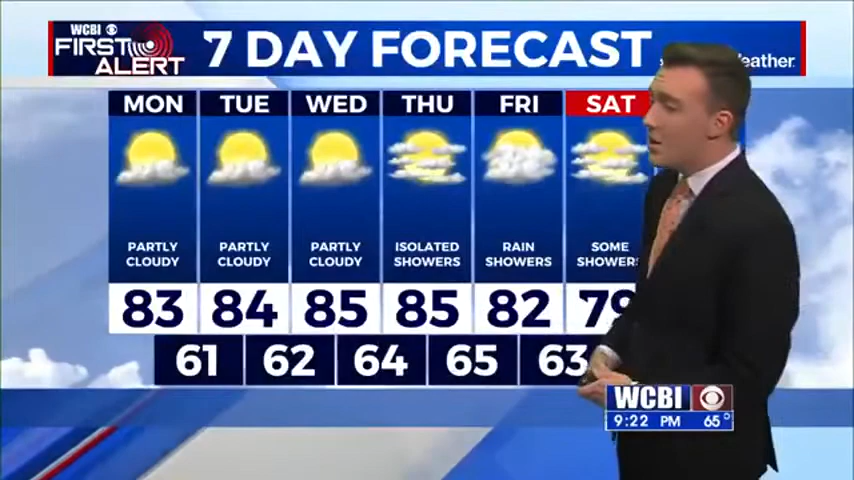 WCBI
FIRST
ALERT
7 DAY FORECAST
MON TUE WED THU FRI SAT
PARTLY CLOUDY
PARTLY CLOUDY
PARTLY CLOUDY
ISOLATED SHOWERS
RAIN SHOWERS
SOME SHOWERS
83 84 85 85 82 79
61 62 64 65 63
WCBI
9:22 PM 65°